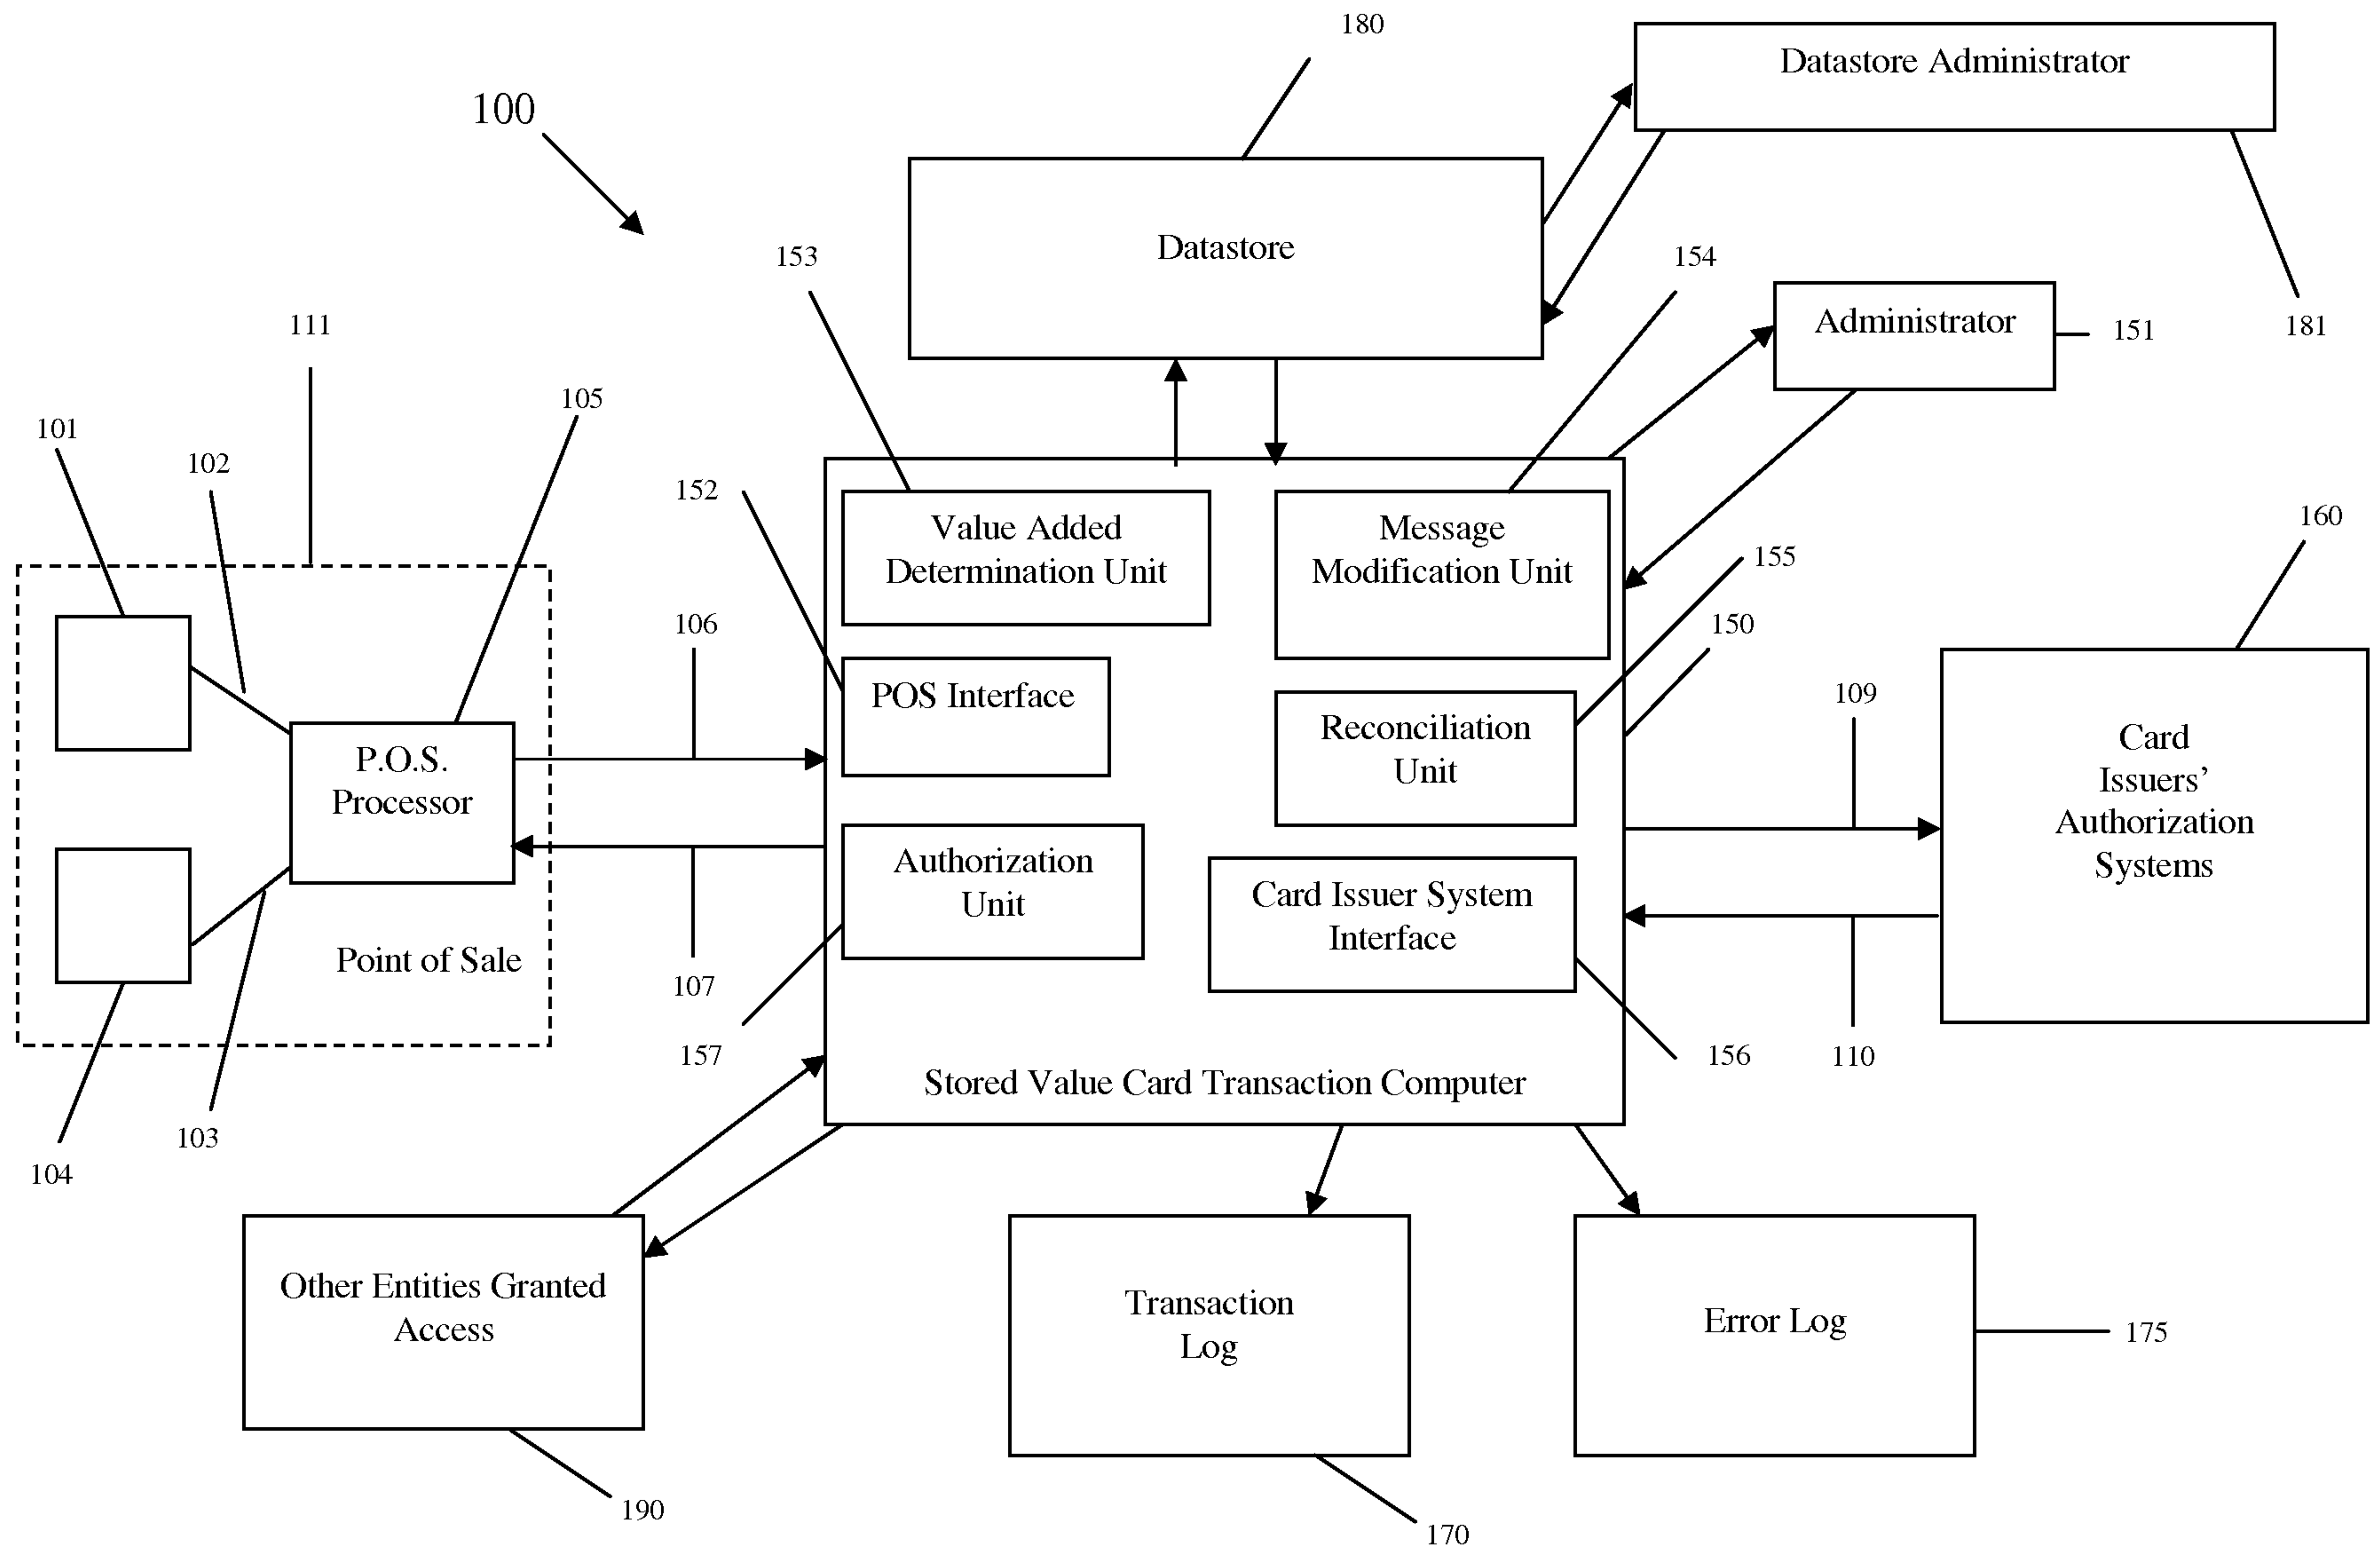 180
Datastore Administrator
100
Datastore
153
154
181
111
Administrator
151
105
101
102
152
Value Added
Determination Unit
Message
Modification Unit
160
155
106
150
POS Interface
109
Reconciliation
Unit
P.O.S.
Processor
Card
Issuers’
Authorization
Systems
Authorization
Unit
Card Issuer System
Interface
Point of Sale
107
157
156
110
Stored Value Card Transaction Computer
103
104
Other Entities Granted
Access
Transaction
Log
Error Log
175
190
170